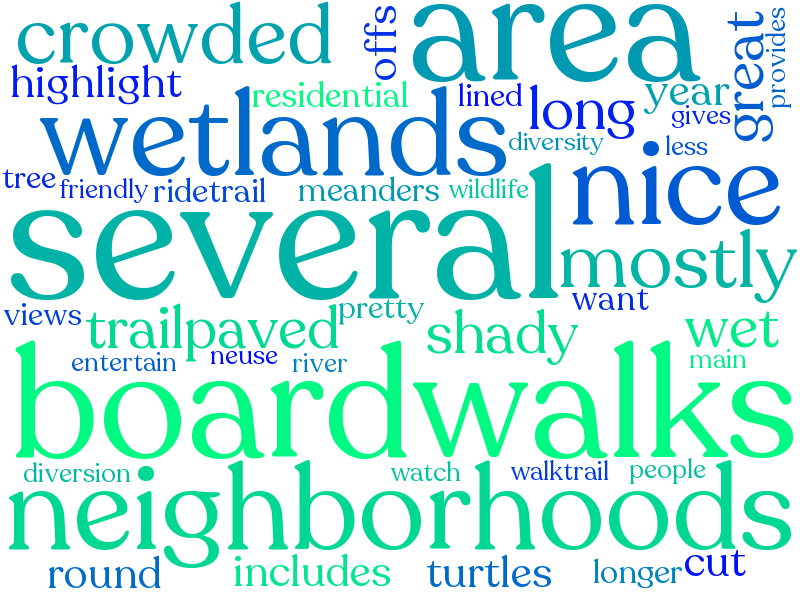 crowded
offs
area
great
provides
highlight
residential
lined
long
year
gives
wetlands
diversity
less
nice
tree
friendly
ridetrail
meanders
wildlife
several
mostly
want
views
trailpaved
pretty
shady
wet
entertain
neuse
river
main
boardwalks
diversion
watch
walktrail
people
neighborhoods
round
includes
turtles
longer
cut